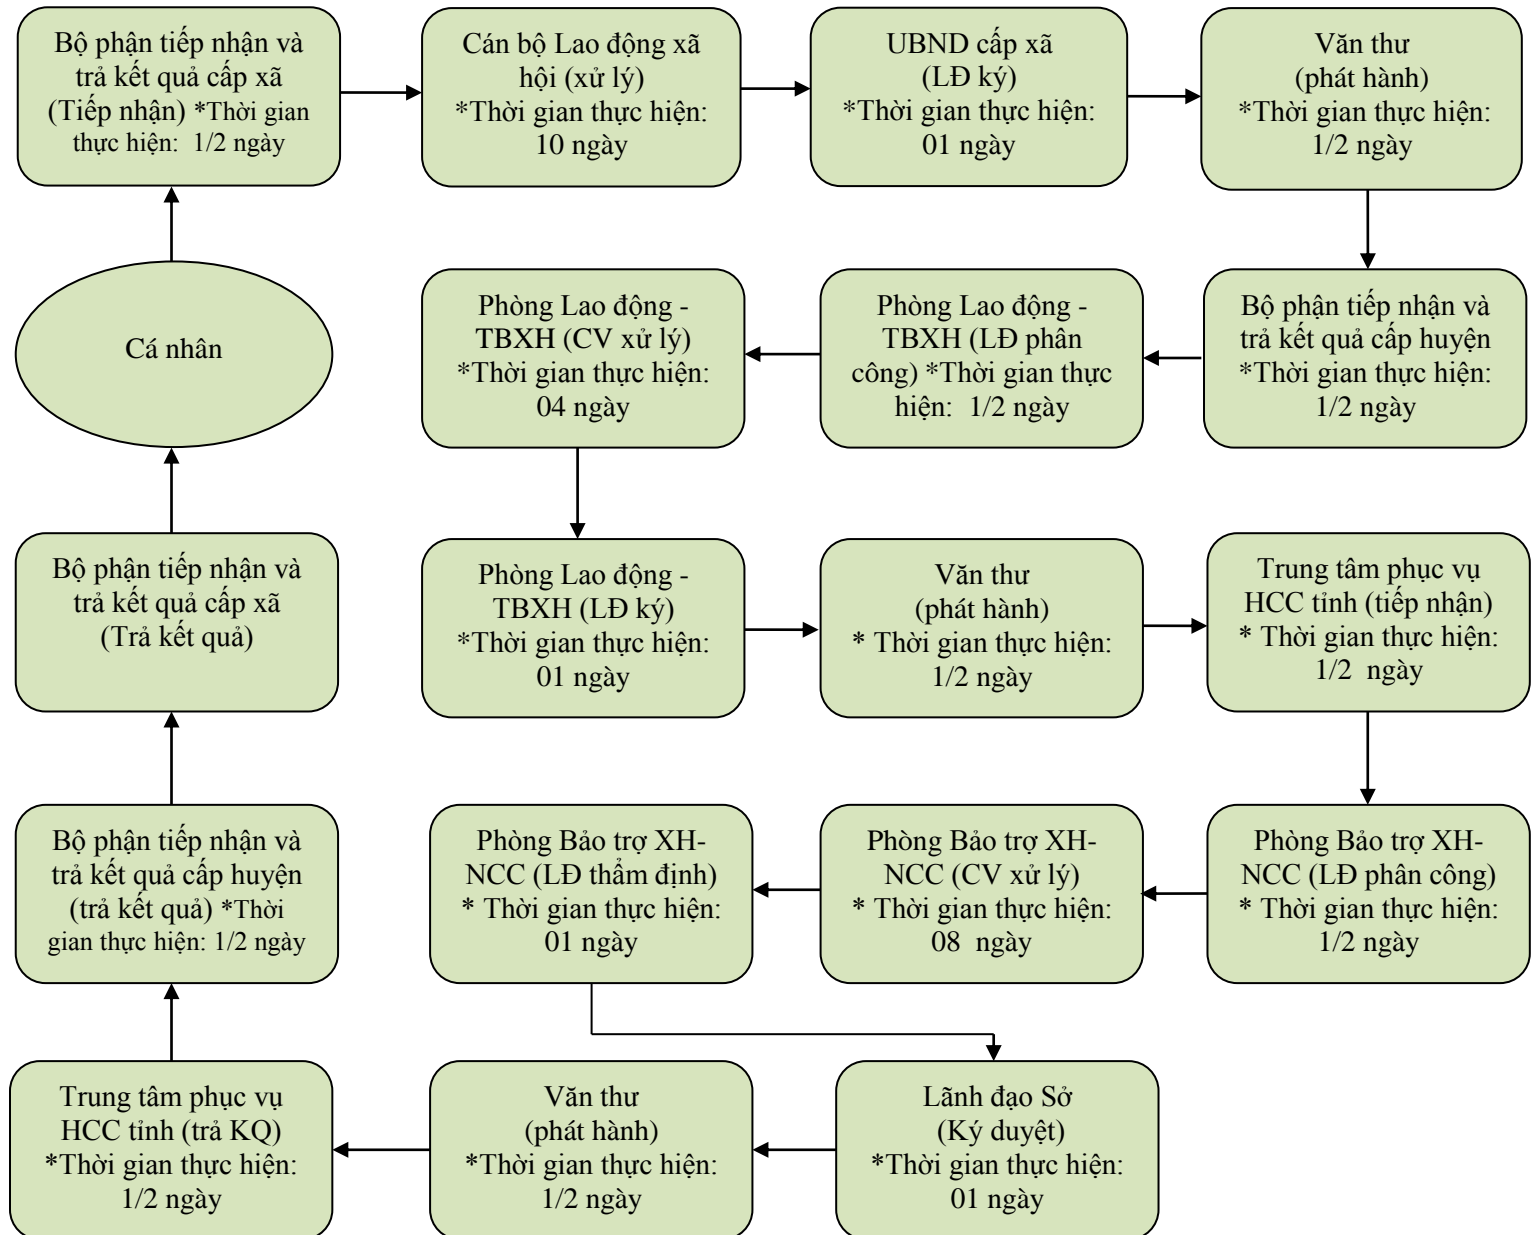 Bộ phận tiếp nhận và
trả kết quả cấp xã
(Tiếp nhận) *Thời gian
thực hiện:  1/2 ngày
Cán bộ Lao động xã
hội (xử lý)
*Thời gian thực hiện:
10 ngày
UBND cấp xã
(LĐ ký)
*Thời gian thực hiện:
01 ngày
Văn thư
(phát hành)
*Thời gian thực hiện:
1/2 ngày
Cá nhân
Phòng Lao động -
TBXH (CV xử lý)
*Thời gian thực hiện:
04 ngày
Phòng Lao động -
TBXH (LĐ phân
công) *Thời gian thực
hiện:  1/2 ngày
Bộ phận tiếp nhận và
trả kết quả cấp huyện
*Thời gian thực hiện:
1/2 ngày
Bộ phận tiếp nhận và
trả kết quả cấp xã
(Trả kết quả)
Phòng Lao động -
TBXH (LĐ ký)
*Thời gian thực hiện:
01 ngày
Văn thư
(phát hành)
* Thời gian thực hiện:
1/2 ngày
Trung tâm phục vụ
HCC tỉnh (tiếp nhận)
* Thời gian thực hiện:
1/2  ngày
Bộ phận tiếp nhận và
trả kết quả cấp huyện
(trả kết quả) *Thời
gian thực hiện: 1/2 ngày
Phòng Bảo trợ XH-
NCC (LĐ thẩm định)
* Thời gian thực hiện:
01 ngày
Phòng Bảo trợ XH-
NCC (CV xử lý)
* Thời gian thực hiện:
08  ngày
Phòng Bảo trợ XH-
NCC (LĐ phân công)
* Thời gian thực hiện:
1/2 ngày
Trung tâm phục vụ
HCC tỉnh (trả KQ)
*Thời gian thực hiện:
1/2 ngày
Văn thư
(phát hành)
*Thời gian thực hiện:
1/2 ngày
Lãnh đạo Sở
(Ký duyệt)
*Thời gian thực hiện:
01 ngày